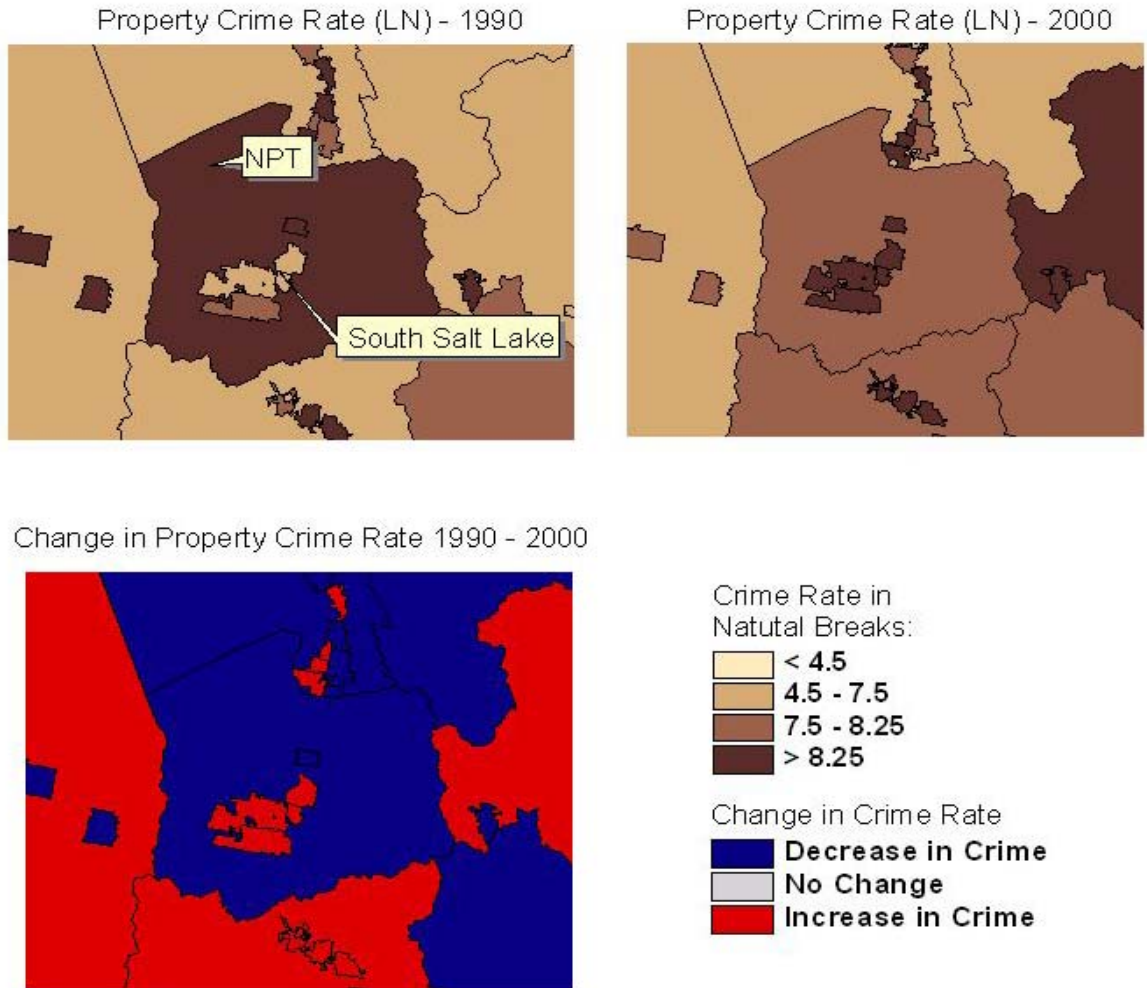 Property Crime Rate (LN) - 1990
Property Crime Rate (LN) - 2000
NPT
South Salt Lake
Change in Property Crime Rate 1990 - 2000
Crime Rate in
Natutal Breaks:
< 4.5
4.5 - 7.5
7.5 - 8.25
> 8.25
Change in Crime Rate
Decrease in Crime
No Change
Increase in Crime